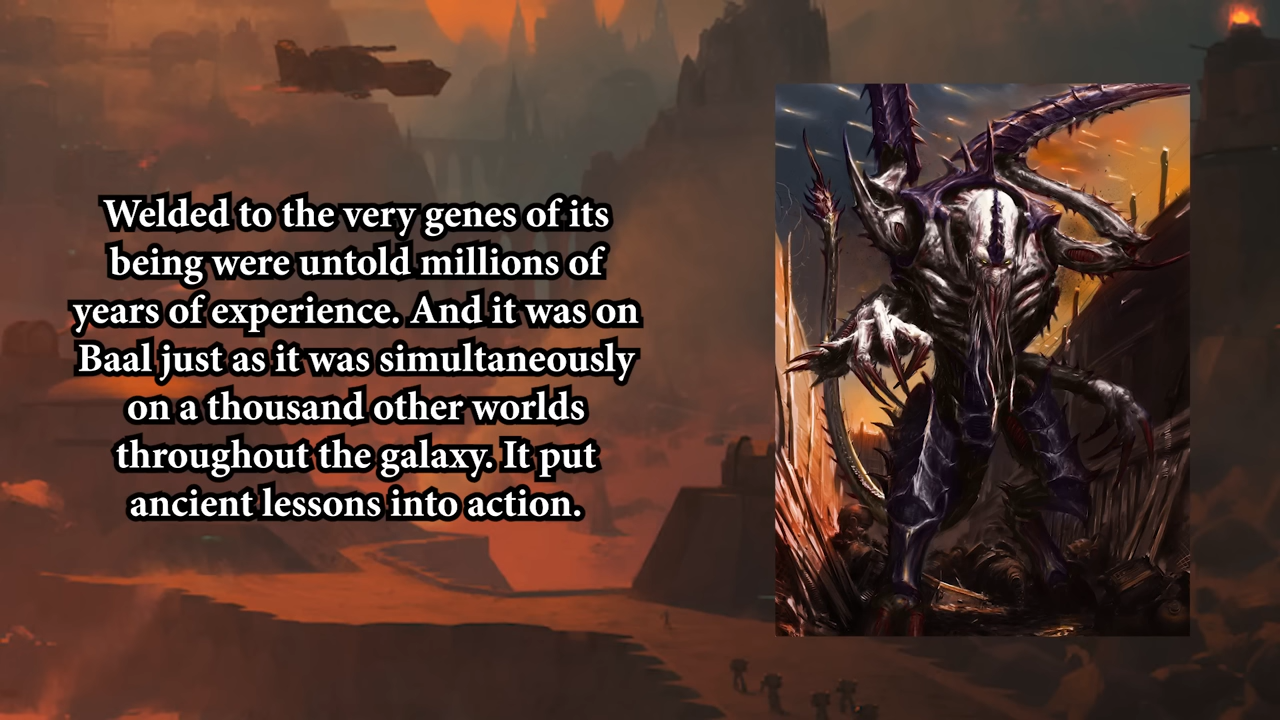 Welded to the very genes of its
being were untold millions of
years of experience. And it was on
Baal just as it was simultaneously
on a thousand other worlds
throughout the galaxy. It put
ancient lessons into action.